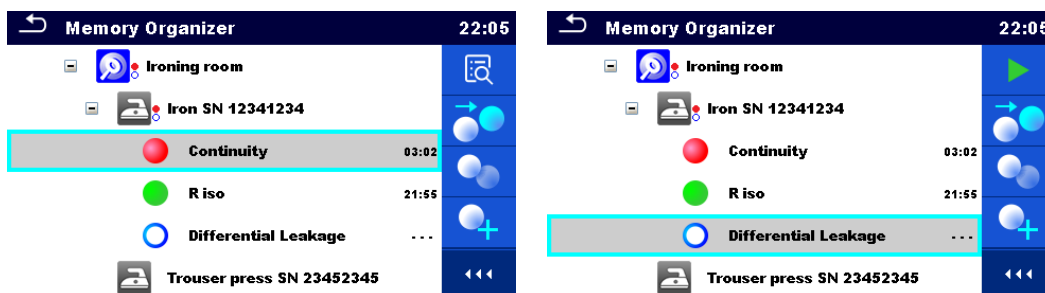 Memory Organizer 22:05
Ironing room
Iron SN 12341234
Continuity 03:02
R iso 21:55
Differential Leakage ---
Trouser press SN 23452345
Memory Organizer 22:05
Ironing room
Iron SN 12341234
Continuity 03:02
R iso 21:55
Differential Leakage ---
Trouser press SN 23452345